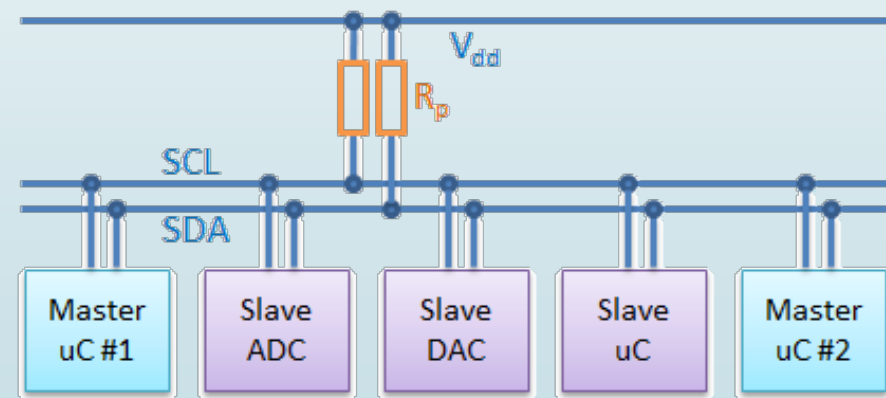 Vdd
Rp
SCL
SDA
Master
uC #1
Slave
ADC
Slave
DAC
Slave
uC
Master
uC #2